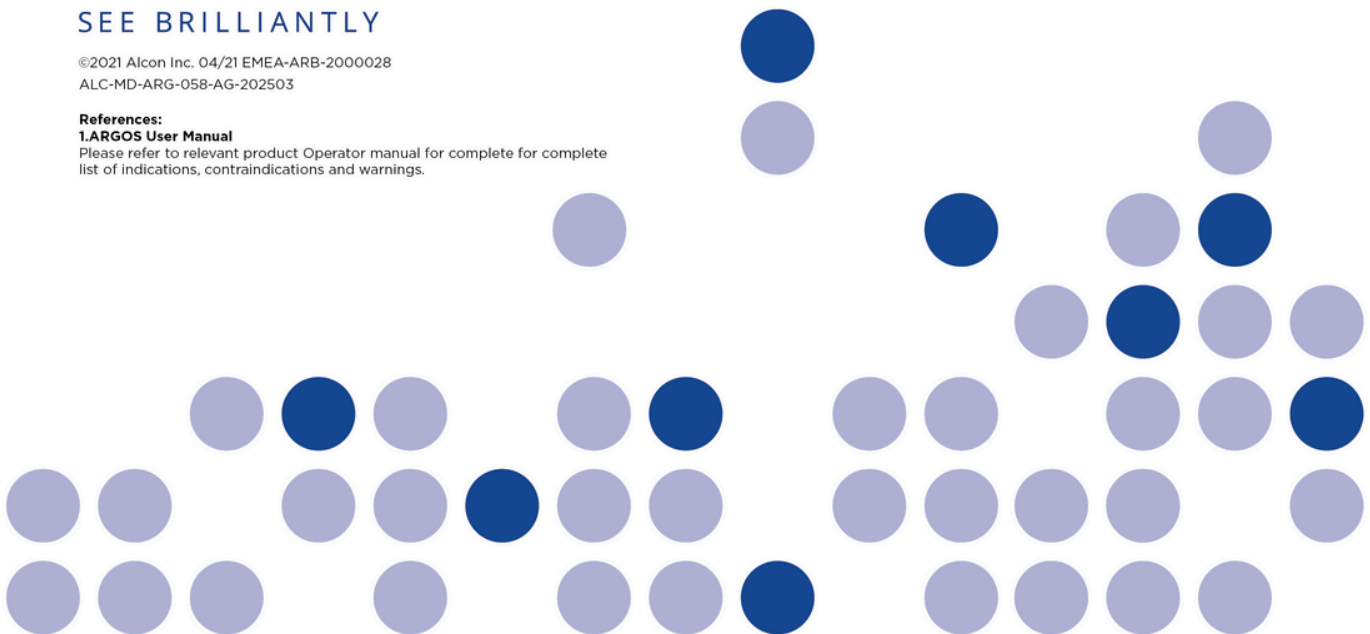 SEE BRILLIANTLY
©2021 Alcon Inc. 04/21 EMEA-ARB-2000028
ALC-MD-ARG-058-AG-202503
References:
1.ARGOS User Manual
Please refer to relevant product Operator manual for complete for complete
list of indications, contraindications and warnings.